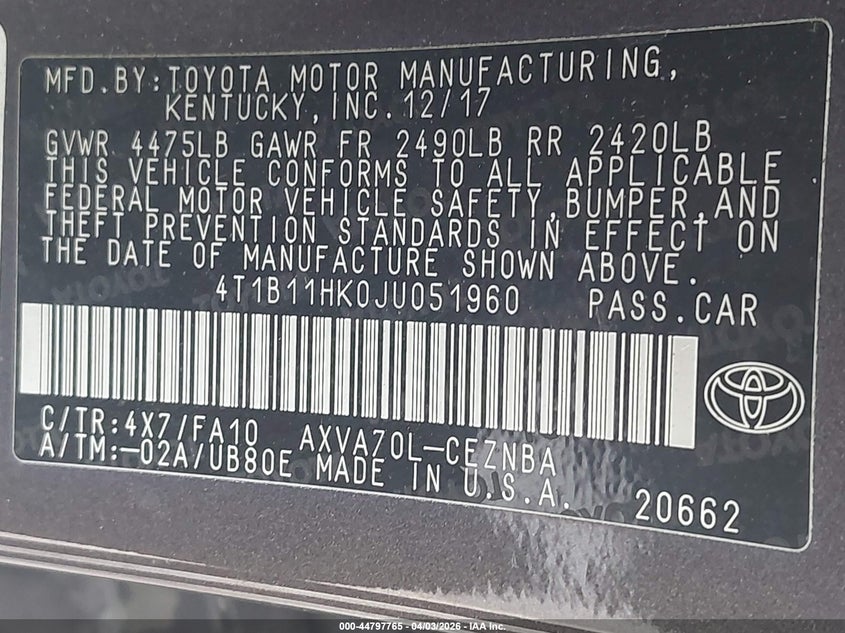 MFD.BY:TOYOTA MOTOR MANUFACTURING,
KENTUCKY,INC.12/17
GVWR 4475LB GAWR FR 2490LB RR 2420LB
THIS VEHICLE CONFORMS TO ALL APPLICABLE
FEDERAL MOTOR VEHICLE SAFETY,BUMPER,AND
THEFT PREVENTION STANDARDS IN EFFECT ON
THE DATE OF MANUFACTURE SHOWN ABOVE.
4T1B11HK0JU051960 PASS.CAR
C/TR:4X7/FA10 AXVA70L-CEZNBA
A/TM:-02A/UB80E MADE IN U.S.A.
20662
000-44797765 | 04/03/2026 - IAA Inc.